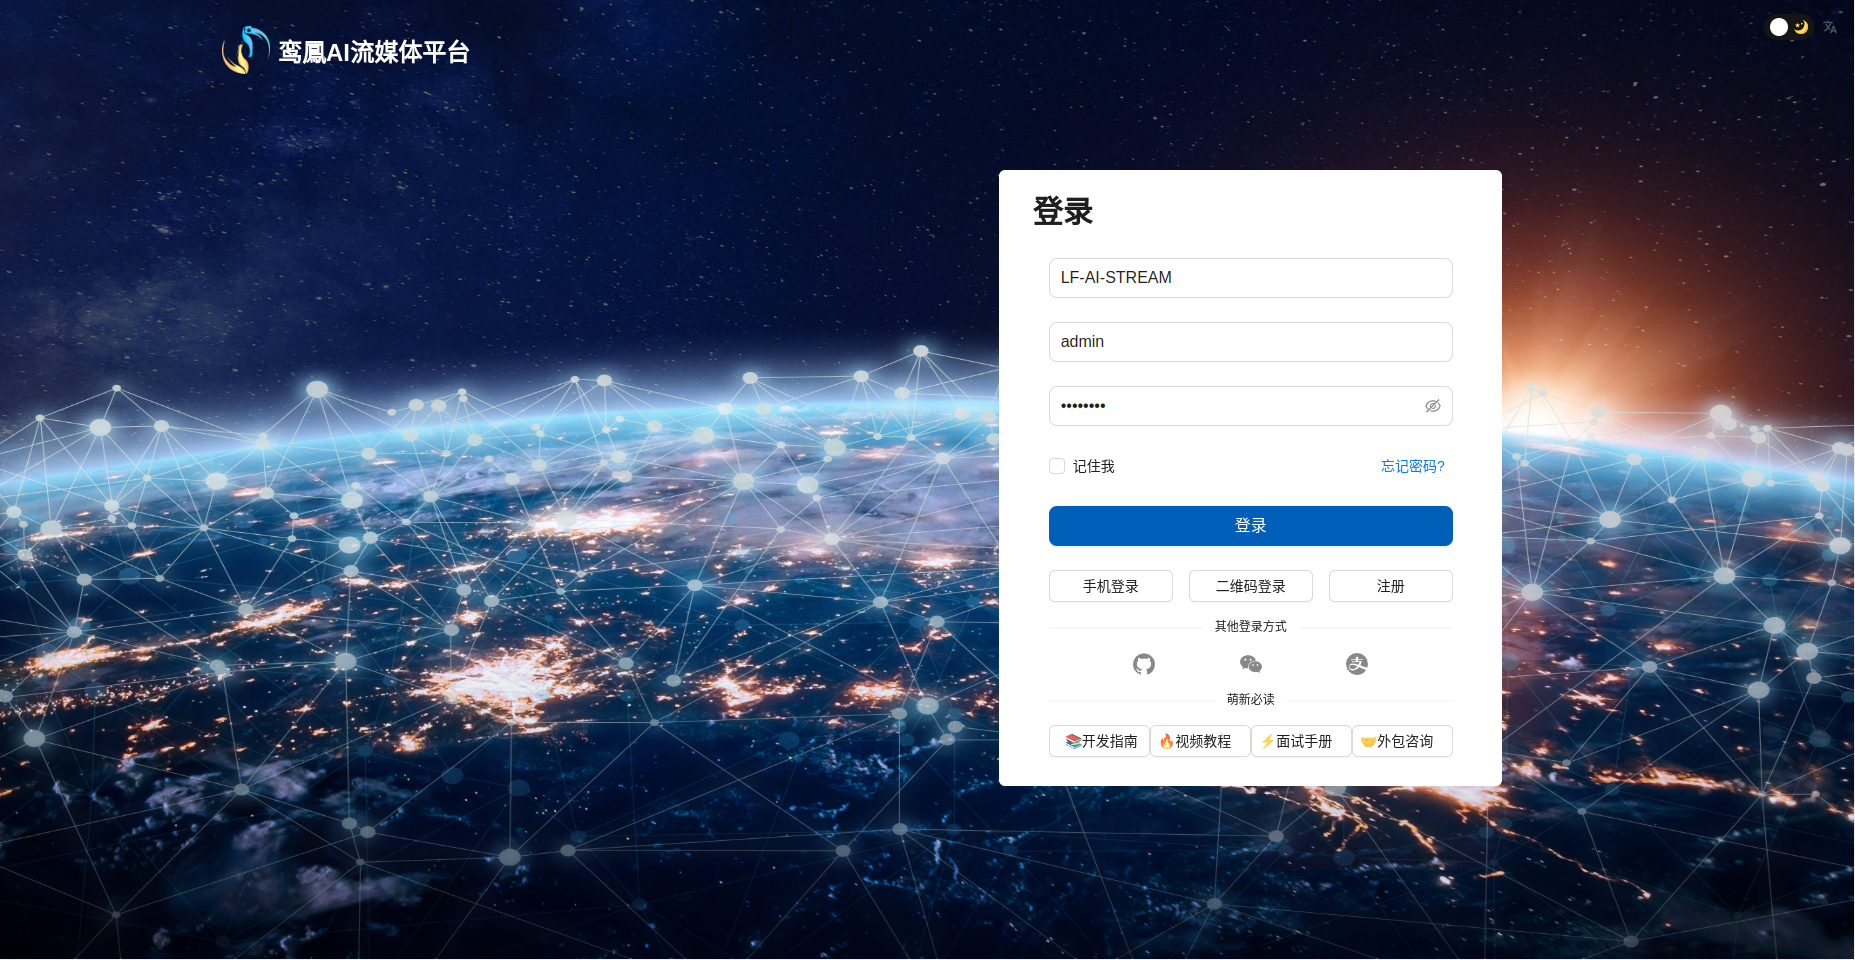 鸾鳳AI流媒体平台
登录
LF-AI-STREAM
admin
••••••••
记住我
忘记密码?
登录
手机登录 二维码登录 注册
其他登录方式
支
萌新必读
📚开发指南 🔥视频教程 ⚡面试手册 🤝外包咨询